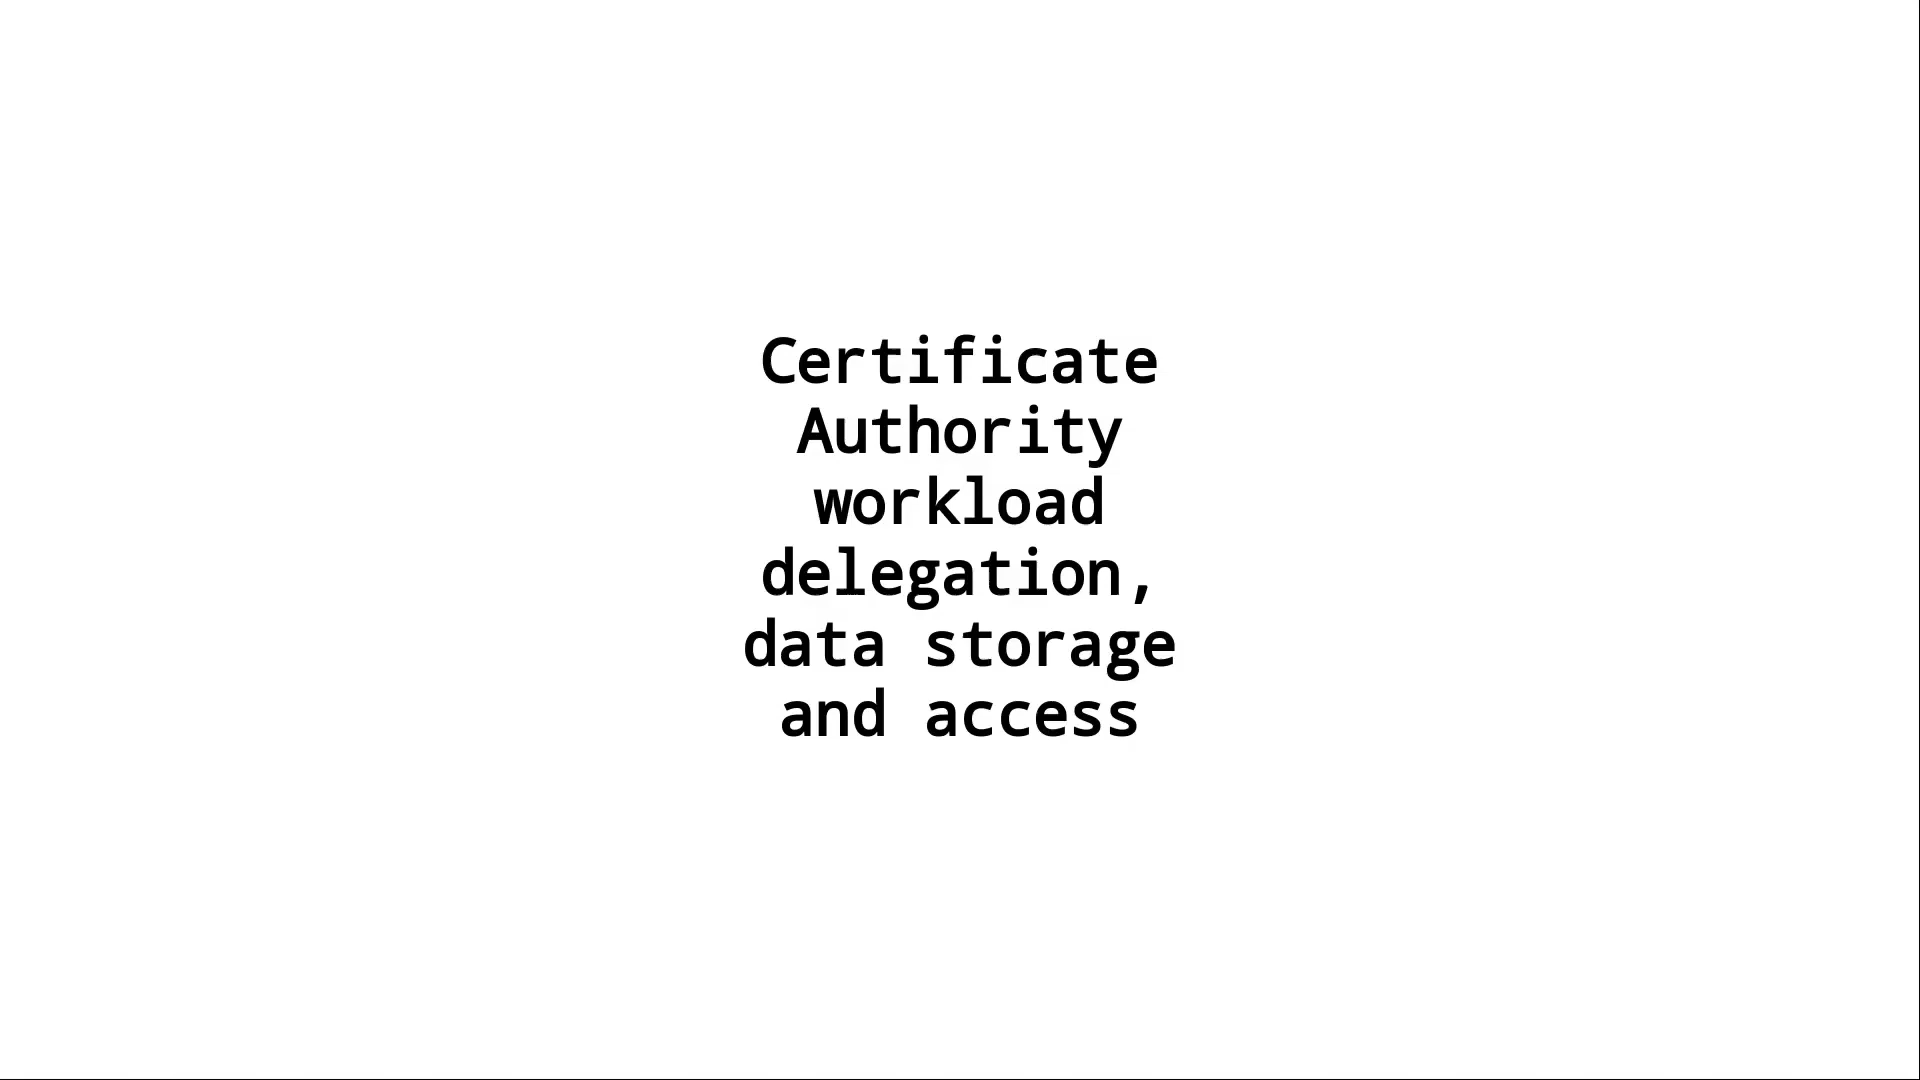 Certificate
Authority
workload
delegation,
data storage
and access